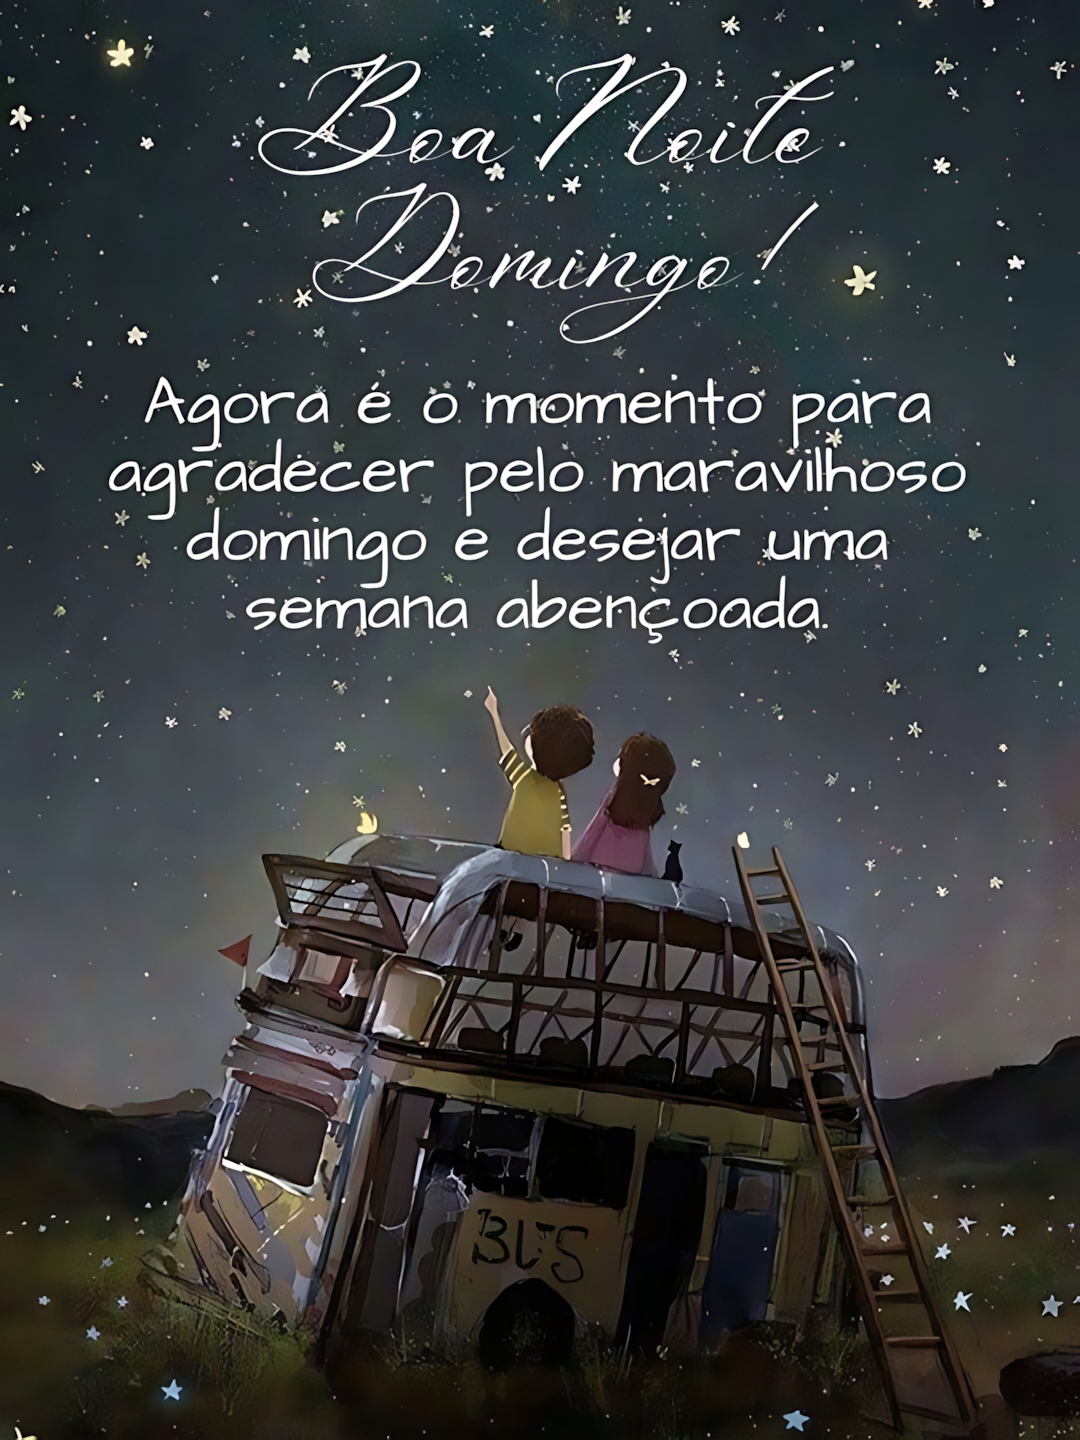 Boa Noite
Domingo!
Agora é o momento para
agradecer pelo maravilhoso
domingo e desejar uma
semana abençoada.
BUS